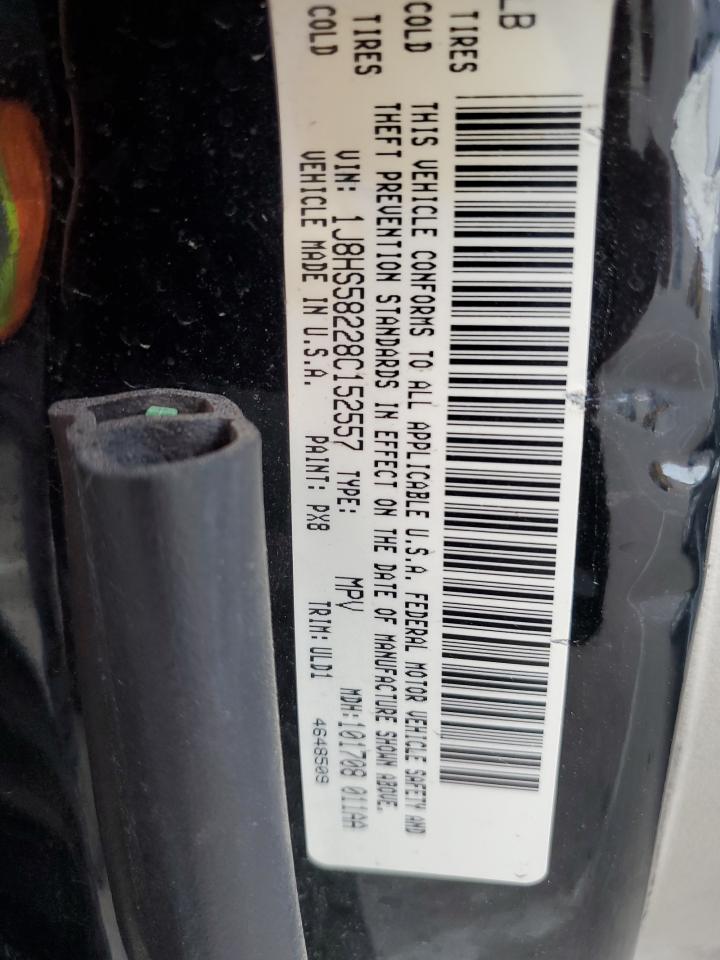 LB
TIRES
COLD
TIRES
COLD
THIS VEHICLE CONFORMS TO ALL APPLICABLE U.S.A. FEDERAL MOTOR VEHICLE SAFETY AND
THEFT PREVENTION STANDARDS IN EFFECT ON THE DATE OF MANUFACTURE SHOWN ABOVE.
VIN: 1J8HS58228C152557 TYPE: MPV MDH:101708 011AA
VEHICLE MADE IN U.S.A. PAINT: PX8 TRIM: ULD1 4648509